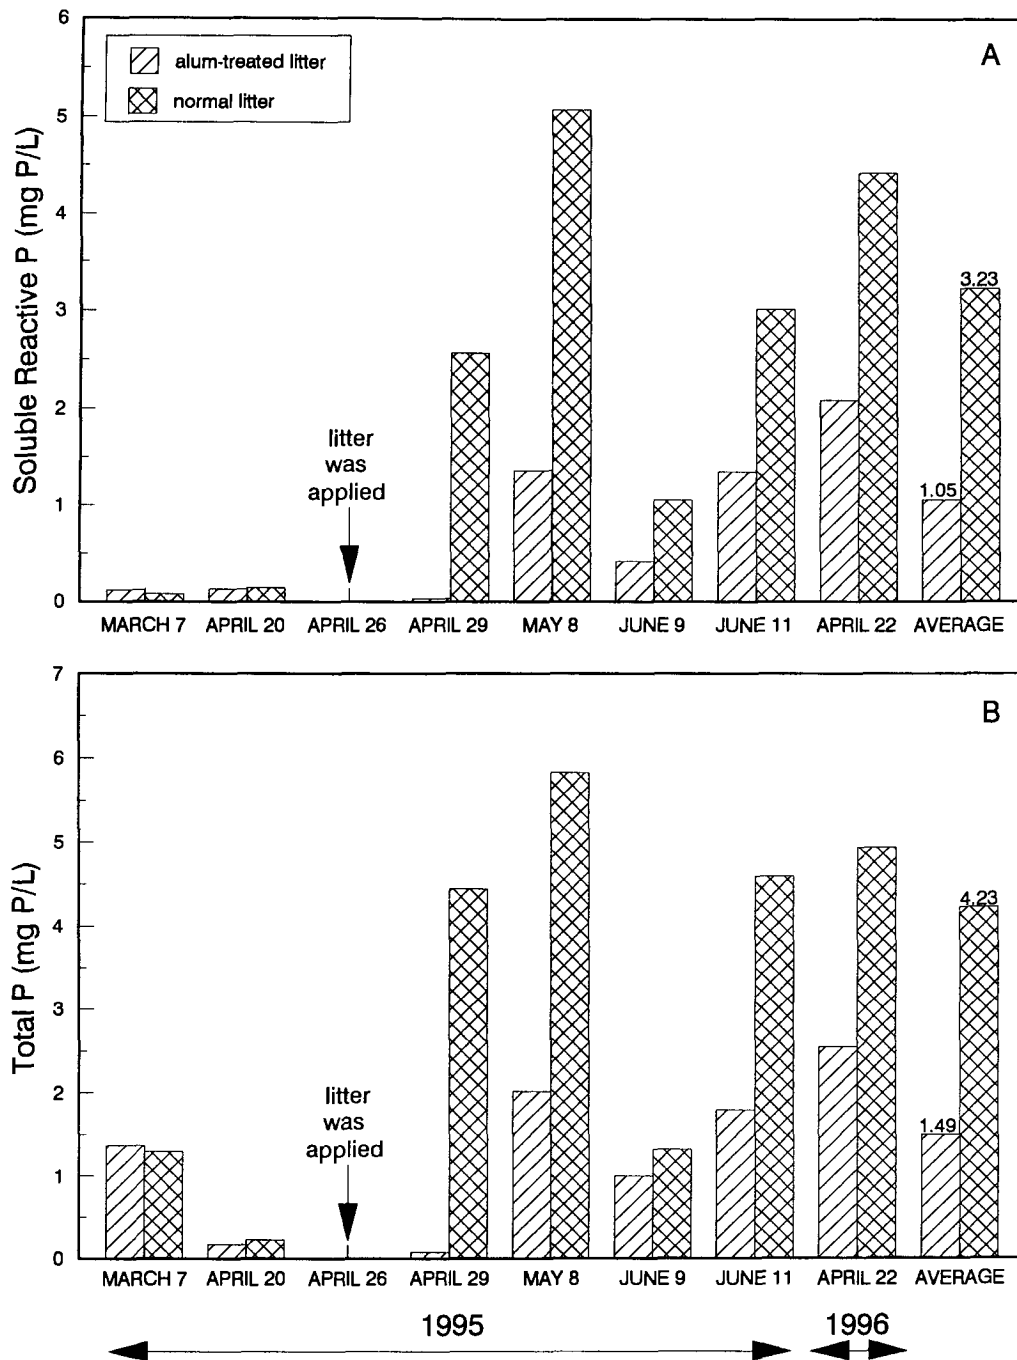 6
alum-treated litter
A
normal litter
5
4
3.23
3
2
litter
was
applied
1.05
1
0
Soluble Reactive P (mg P/L)
MARCH 7 APRIL 20 APRIL 26 APRIL 29 MAY 8 JUNE 9 JUNE 11 APRIL 22 AVERAGE
7
B
6
5
4.23
4
3
2
litter
was
applied
1.49
1
0
Total P (mg P/L)
MARCH 7 APRIL 20 APRIL 26 APRIL 29 MAY 8 JUNE 9 JUNE 11 APRIL 22 AVERAGE
1995 1996